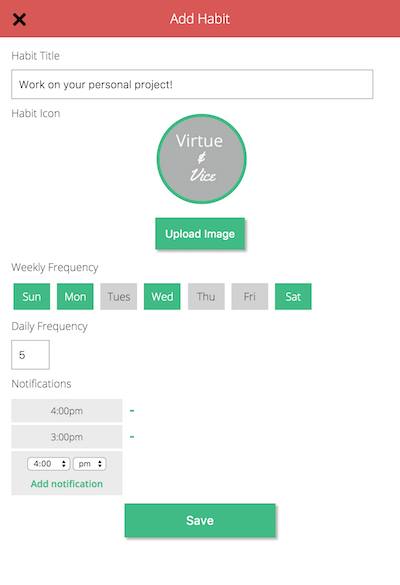 Add Habit
Habit Title
Work on your personal project!
Habit Icon
Virtue
&
Vice
Upload Image
Weekly Frequency
Sun Mon Tues Wed Thu Fri Sat
Daily Frequency
5
Notifications
4:00pm -
3:00pm -
4:00 pm
Add notification
Save